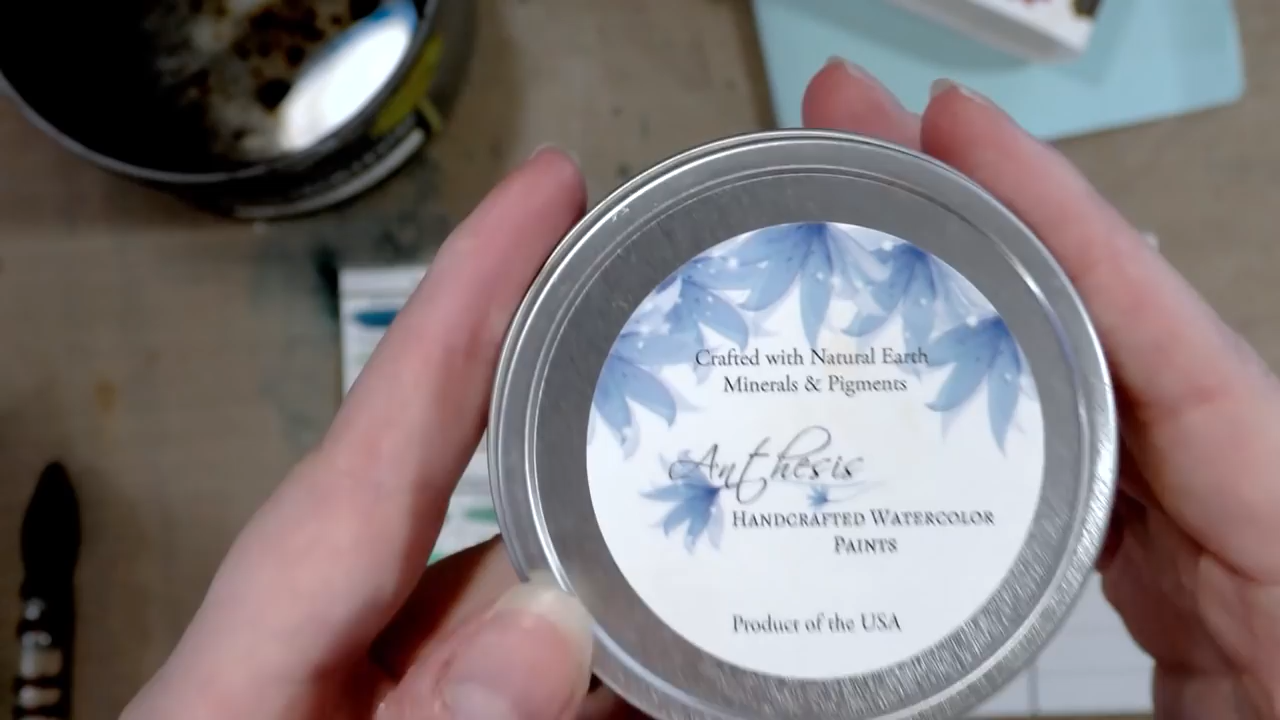 Crafted with Natural Earth
Minerals & Pigments
Anthesis
Handcrafted Watercolor
Paints
Product of the USA